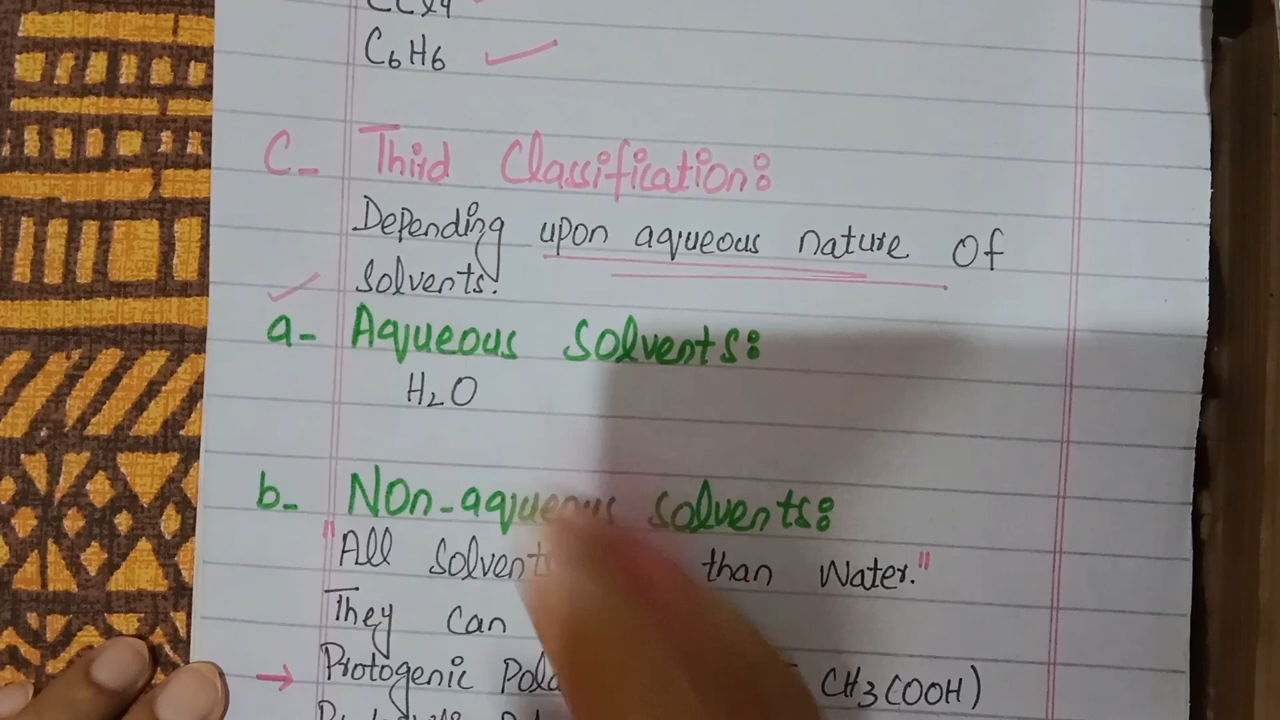 CCl4
C6H6
C- Third Classification:
Depending upon aqueous nature of
solvents.
a- Aqueous solvents:
H2O
b- Non-aqueous solvents:
"All solvent than Water."
They can
→ Protogenic CH3COOH)